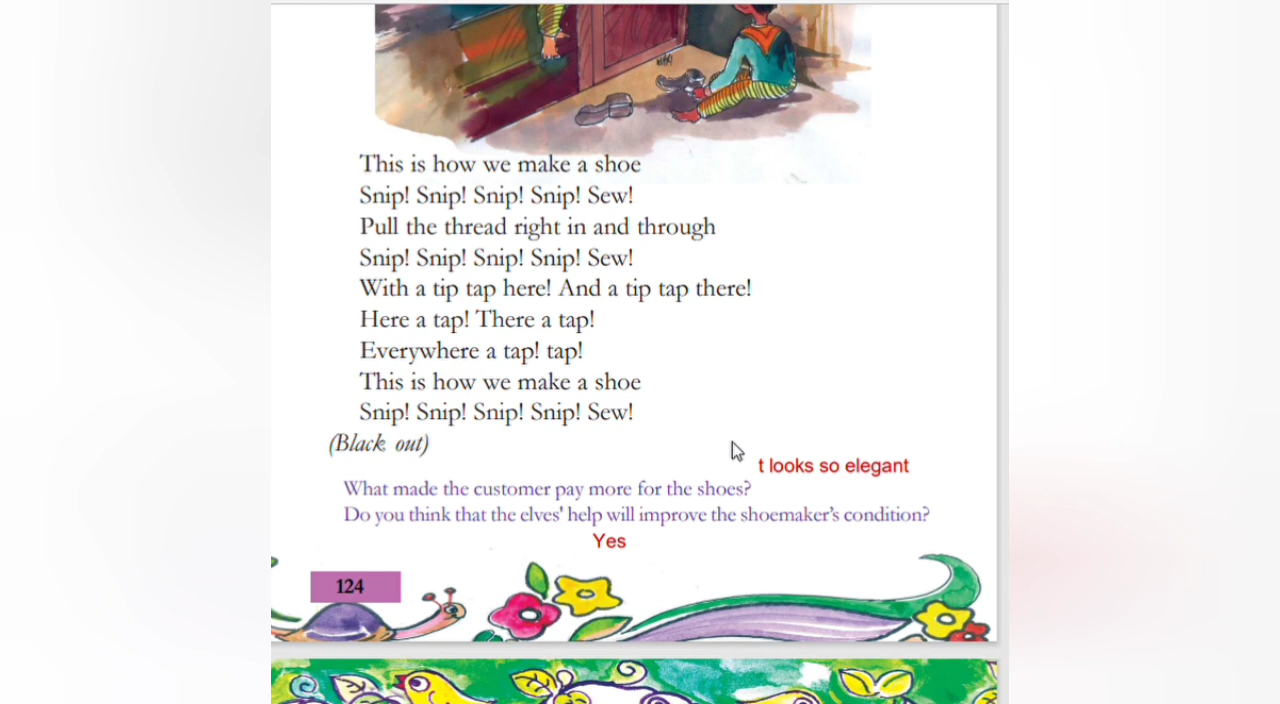 This is how we make a shoe
Snip! Snip! Snip! Snip! Sew!
Pull the thread right in and through
Snip! Snip! Snip! Snip! Sew!
With a tip tap here! And a tip tap there!
Here a tap! There a tap!
Everywhere a tap! tap!
This is how we make a shoe
Snip! Snip! Snip! Snip! Sew!
(Black out)
t looks so elegant
What made the customer pay more for the shoes?
Do you think that the elves' help will improve the shoemaker's condition?
Yes
124